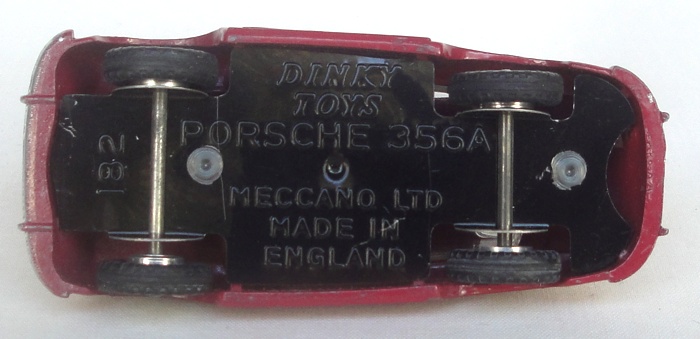 DINKY
TOYS
PORSCHE 356A
182
MECCANO LTD
MADE IN
ENGLAND